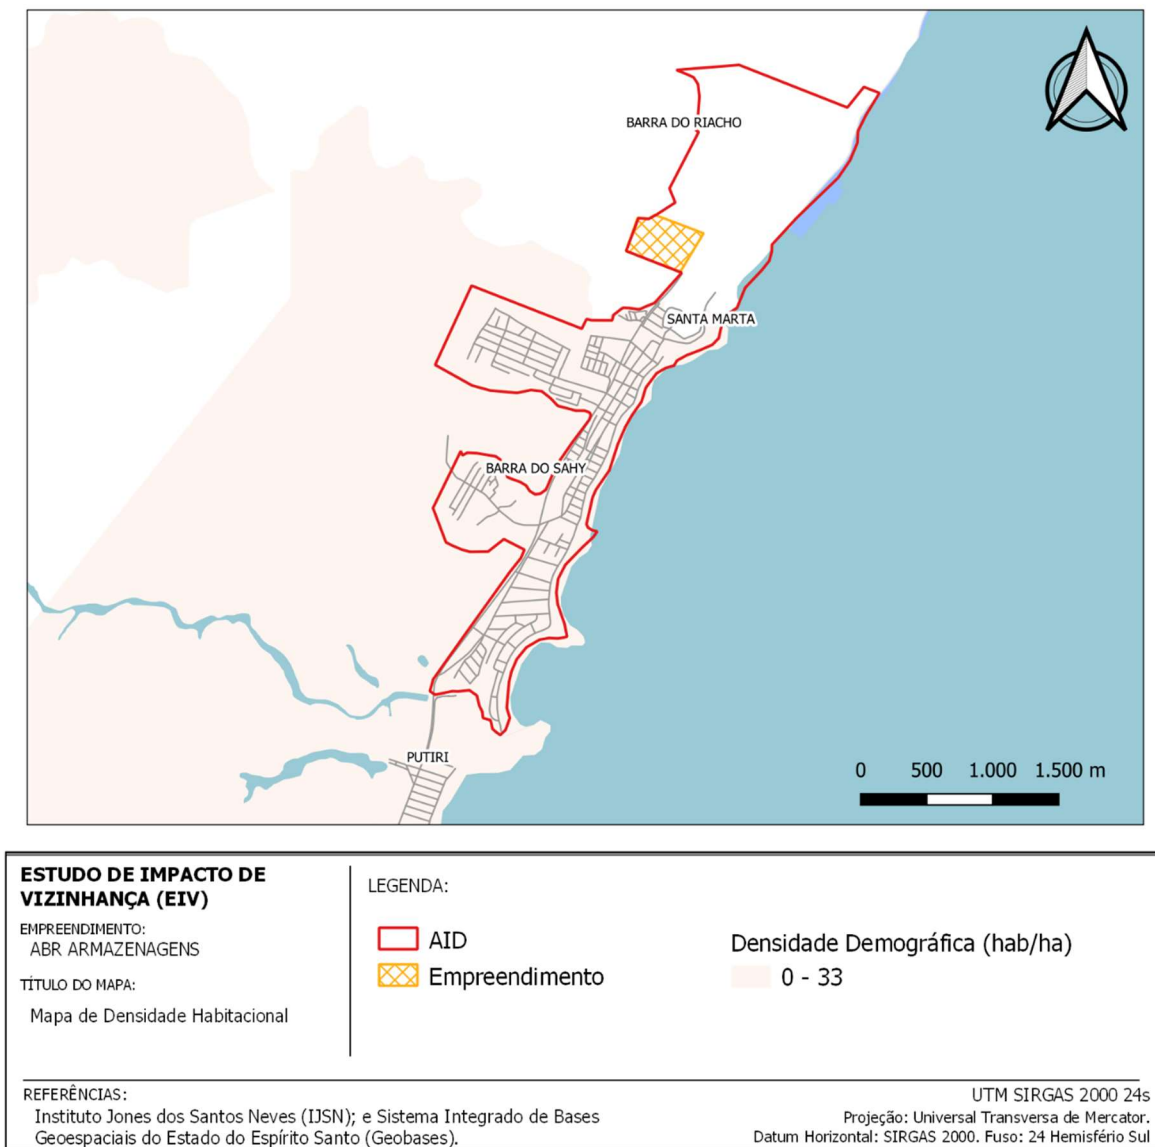 BARRA DO RIACHO
SANTA MARTA
BARRA DO SAHY
PUTIRI
0 500 1.000 1.500 m
ESTUDO DE IMPACTO DE
VIZINHANÇA (EIV)
EMPREENDIMENTO:
ABR ARMAZENAGENS
TÍTULO DO MAPA:
Mapa de Densidade Habitacional
LEGENDA:
AID
Empreendimento
Densidade Demográfica (hab/ha)
0 - 33
REFERÊNCIAS:
Instituto Jones dos Santos Neves (IJSN); e Sistema Integrado de Bases
Geoespaciais do Estado do Espírito Santo (Geobases).
UTM SIRGAS 2000 24s
Projeção: Universal Transversa de Mercator.
Datum Horizontal: SIRGAS 2000. Fuso: 24 Hemisfério Sul